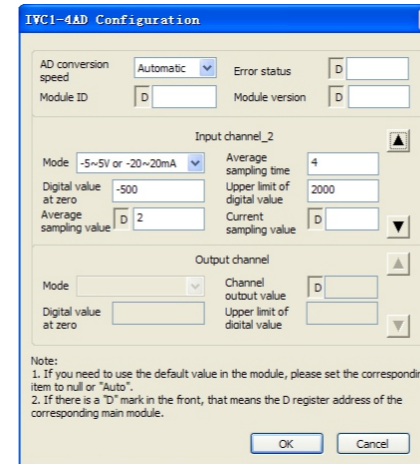 IVC1-4AD Configuration
AD conversion speed Automatic Error status D
Module ID D Module version D
Input channel_2
Mode -5~5V or -20~20mA Average sampling time 4
Digital value at zero -500 Upper limit of digital value 2000
Average sampling value D 2 Current sampling value D
Output channel
Mode Channel output value D
Digital value at zero Upper limit of digital value
Note:
1. If you need to use the default value in the module, please set the correspondin
item to null or "Auto".
2. If there is a "D" mark in the front, that means the D register address of the
corresponding main module.
OK Cancel